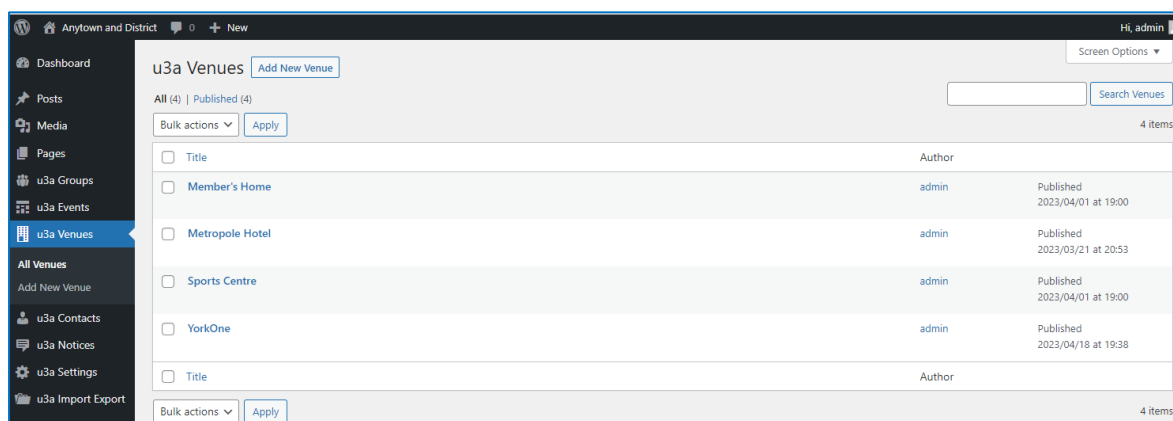 Anytown and District 0 + New Hi, admin
Screen Options ▼
Dashboard
Posts
Media
Pages
u3a Groups
u3a Events
u3a Venues
All Venues
Add New Venue
u3a Contacts
u3a Notices
u3a Settings
u3a Import Export
u3a Venues Add New Venue
All (4) | Published (4)
Search Venues
Bulk actions Apply 4 items
Title Author
Member's Home admin Published
2023/04/01 at 19:00
Metropole Hotel admin Published
2023/03/21 at 20:53
Sports Centre admin Published
2023/04/01 at 19:00
YorkOne admin Published
2023/04/18 at 19:38
Title Author
Bulk actions Apply 4 items